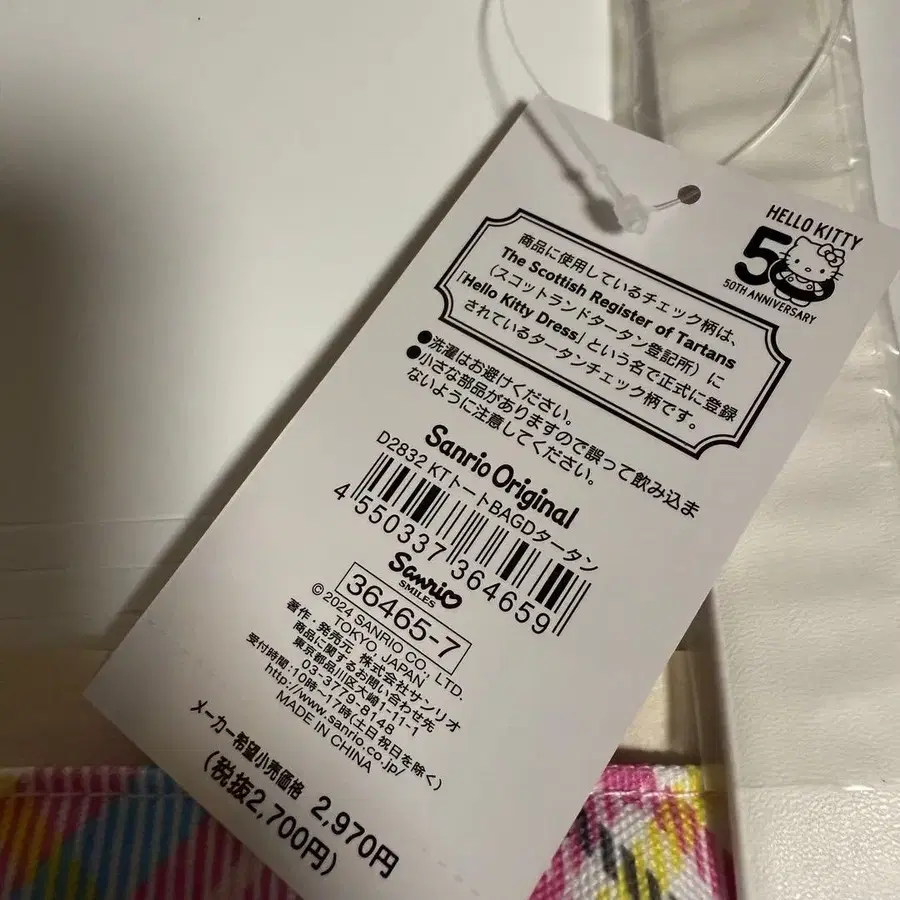 HELLO KITTY
50
50TH ANNIVERSARY
商品に使用しているチェック柄は、
The Scottish Register of Tartans
(スコットランドタータン登記所)に
「Hello Kitty Dress」という名で正式に登録
されているタータンチェック柄です。
●洗濯はお避けください。
●小さな部品がありますので誤って飲み込ま
ないように注意してください。
Sanrio Original
D2832 KTトートBAGDタータン
4 550337 364659
Sanrio
SMILES
36465-7
©2024 SANRIO CO., LTD.
TOKYO, JAPAN
著作・発売元 株式会社サンリオ
商品に関するお問い合わせ先
東京都品川区大崎1-11-1
03-3779-8148
受付時間:10時~17時(土日祝日を除く)
http://www.sanrio.co.jp/
MADE IN CHINA
メーカー希望小売価格 2,970円
(税抜2,700円)